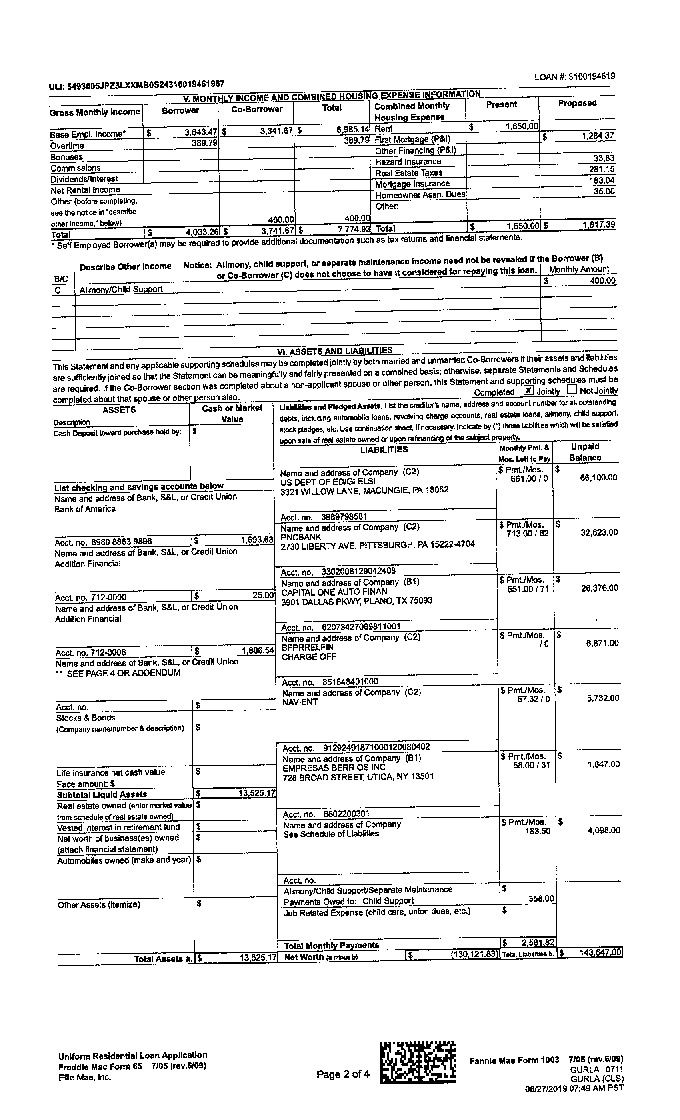 ULI: 5493005JPZ3LXXMB0S24310019461987
LOAN #: 3100194619
V. MONTHLY INCOME AND COMBINED HOUSING EXPENSE INFORMATION
Gross Monthly Income Borrower Co-Borrower Total Combined Monthly Housing Expense Present Proposed
Base Empl. Income* $ 3,643.47 $ 3,341.67 $ 6,985.14 Rent $ 1,650.00
Overtime 389.79 389.79 First Mortgage (P&I) $ 1,284.37
Bonuses Other Financing (P&I)
Commissions Hazard Insurance 33.83
Dividends/Interest Real Estate Taxes 281.15
Net Rental Income Mortgage Insurance 183.04
Other (before completing, Homeowner Assn. Dues 35.00
see the notice in "describe Other:
other income," below) 400.00 400.00
Total $ 4,033.26 $ 3,741.67 $ 7,774.93 Total $ 1,650.00 $ 1,817.39
* Self Employed Borrower(s) may be required to provide additional documentation such as tax returns and financial statements.
Describe Other Income Notice: Alimony, child support, or separate maintenance income need not be revealed if the Borrower (B)
B/C or Co-Borrower (C) does not choose to have it considered for repaying this loan. Monthly Amount
C Alimony/Child Support $ 400.00
VI. ASSETS AND LIABILITIES
This Statement and any applicable supporting schedules may be completed jointly by both married and unmarried Co-Borrowers if their assets and liabilities
are sufficiently joined so that the Statement can be meaningfully and fairly presented on a combined basis; otherwise, separate Statements and Schedules
are required. If the Co-Borrower section was completed about a non-applicant spouse or other person, this Statement and supporting schedules must be
completed about that spouse or other person also.
Completed X Jointly Not Jointly
ASSETS Cash or Market Value
Description
Cash Deposit toward purchase held by: $
List checking and savings accounts below
Name and address of Bank, S&L, or Credit Union
Bank of America
Acct. no. 8980 8883 9898 $ 1,693.63
Name and address of Bank, S&L, or Credit Union
Addition Financial
Acct. no. 712-0000 $ 25.00
Name and address of Bank, S&L, or Credit Union
Addition Financial
Acct. no. 712-0008 $ 1,806.54
Name and address of Bank, S&L, or Credit Union
** SEE PAGE 4 OR ADDENDUM
Acct. no. $
Stocks & Bonds
(Company name/number & description) $
Life insurance net cash value $
Face amount: $
Subtotal Liquid Assets $ 13,525.17
Real estate owned (enter market value $
from schedule of real estate owned)
Vested interest in retirement fund $
Net worth of business(es) owned $
(attach financial statement)
Automobiles owned (make and year) $
Other Assets (itemize) $
Total Assets a. $ 13,525.17
Liabilities and Pledged Assets. List the creditor's name, address and account number for all outstanding
debts, including automobile loans, revolving charge accounts, real estate loans, alimony, child support,
stock pledges, etc. Use continuation sheet, if necessary. Indicate by (*) those liabilities which will be satisfied
upon sale of real estate owned or upon refinancing of the subject property.
LIABILITIES Monthly Pmt. & Mos. Left to Pay Unpaid Balance
Name and address of Company (C2) $ Pmt./Mos. $
US DEPT OF ED/GLELSI 661.00 / 0 66,100.00
3321 WILLOW LANE, MACUNGIE, PA 18062
Acct. no. 3869798581
Name and address of Company (C2) $ Pmt./Mos. $
PNCBANK 713.00 / 62 32,623.00
2730 LIBERTY AVE, PITTSBURGH, PA 15222-4704
Acct. no. 3302008129042409
Name and address of Company (B1) $ Pmt./Mos. $
CAPITAL ONE AUTO FINAN 651.00 / 71 26,376.00
3901 DALLAS PKWY, PLANO, TX 75093
Acct. no. 62073427069811001
Name and address of Company (C2) $ Pmt./Mos. $
BFPRRELFIN / 0 6,871.00
CHARGE OFF
Acct. no. 851648401000
Name and address of Company (C2) $ Pmt./Mos. $
NAVIENT 57.32 / 0 5,732.00
Acct. no. 91292491871000120080402
Name and address of Company (B1) $ Pmt./Mos. $
EMPRESAS BERRIOS INC 58.00 / 31 1,847.00
728 BROAD STREET, UTICA, NY 13501
Acct. no. 6602200301
Name and address of Company $ Pmt./Mos. $
See Schedule of Liabilities 183.50 4,098.00
Acct. no.
Alimony/Child Support/Separate Maintenance $
Payments Owed to: Child Support 358.00
Job Related Expense (child care, union dues, etc.) $
Total Monthly Payments $ 2,581.82
Net Worth (a minus b) $ (130,121.83) Total Liabilities b. $ 143,647.00
Uniform Residential Loan Application
Freddie Mac Form 65 7/05 (rev.6/09)
Ellie Mae, Inc.
Page 2 of 4
Fannie Mae Form 1003 7/05 (rev.6/09)
GURLA 0711
GURLA (CLS)
06/27/2019 07:49 AM PST